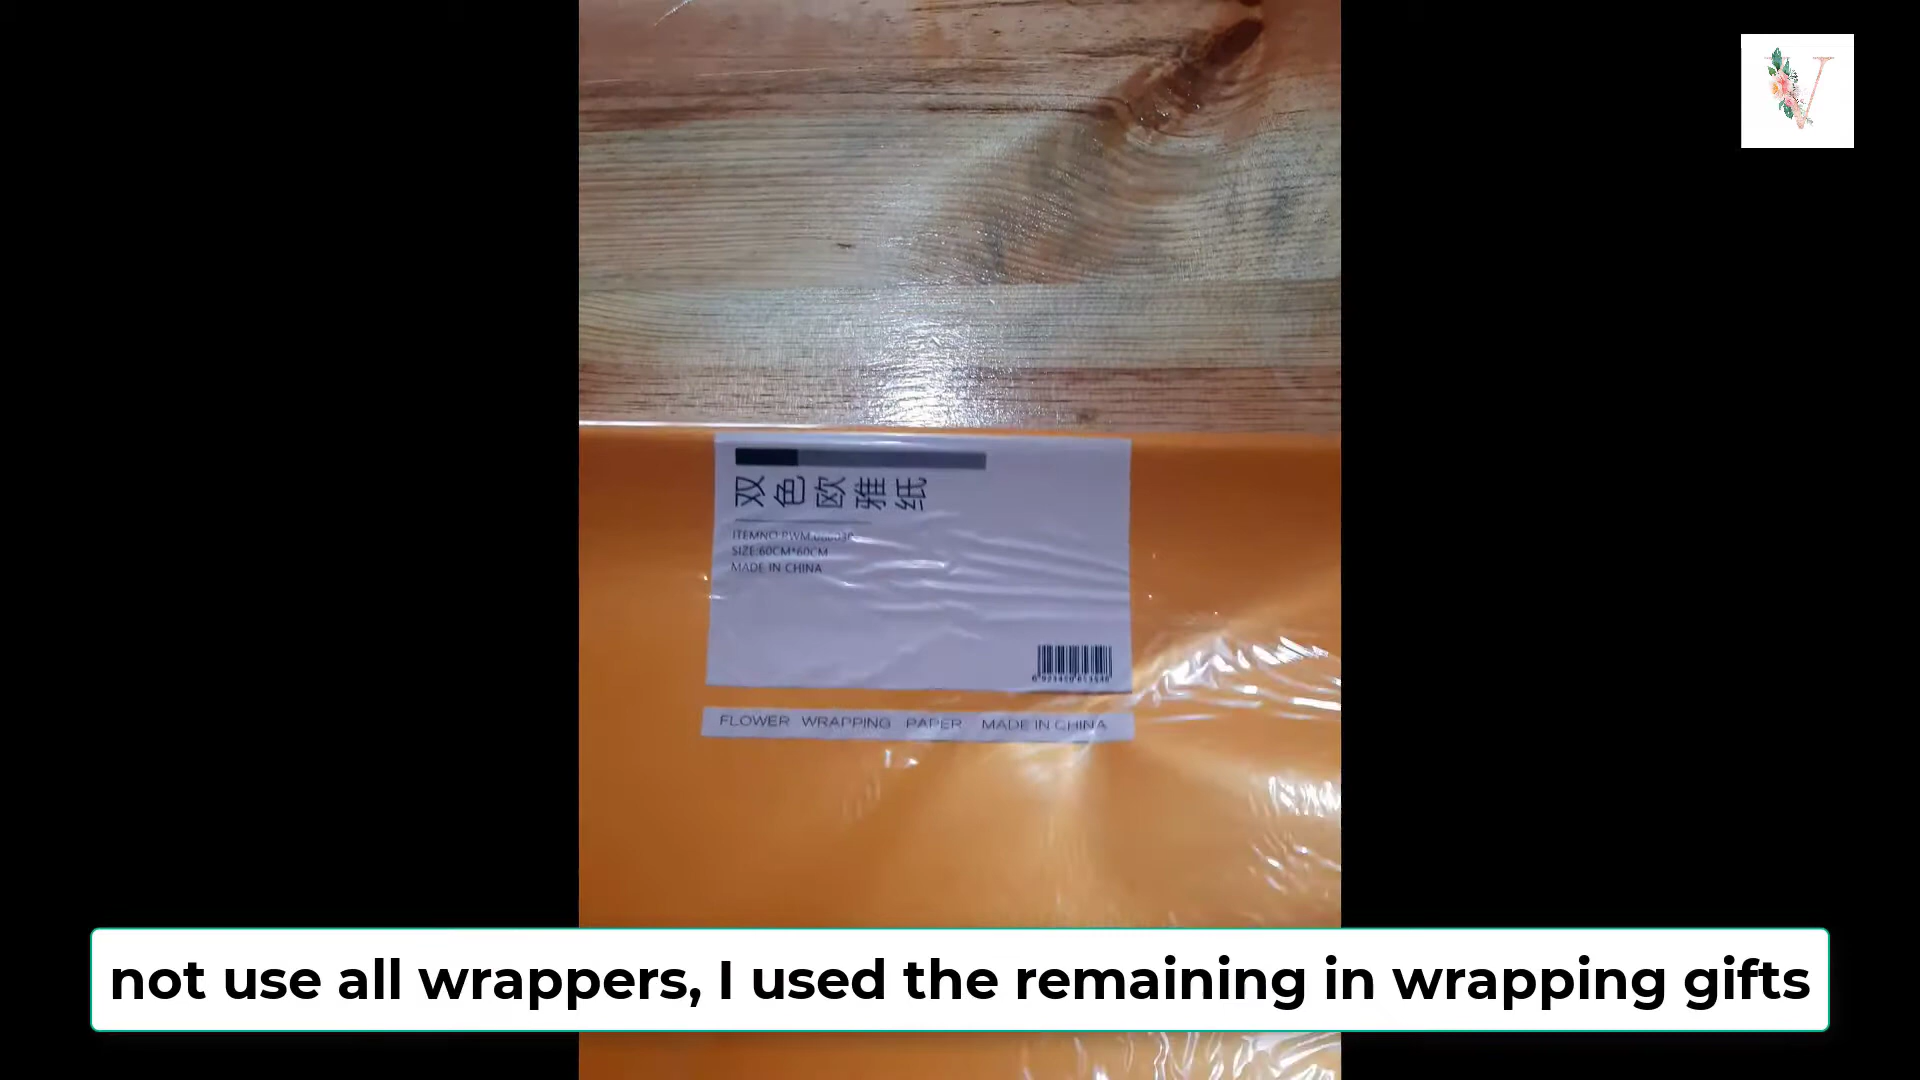 双色欧雅纸
SIZE:60CM*60CM
MADE IN CHINA
FLOWER WRAPPING PAPER MADE IN CHINA
not use all wrappers, I used the remaining in wrapping gifts
V